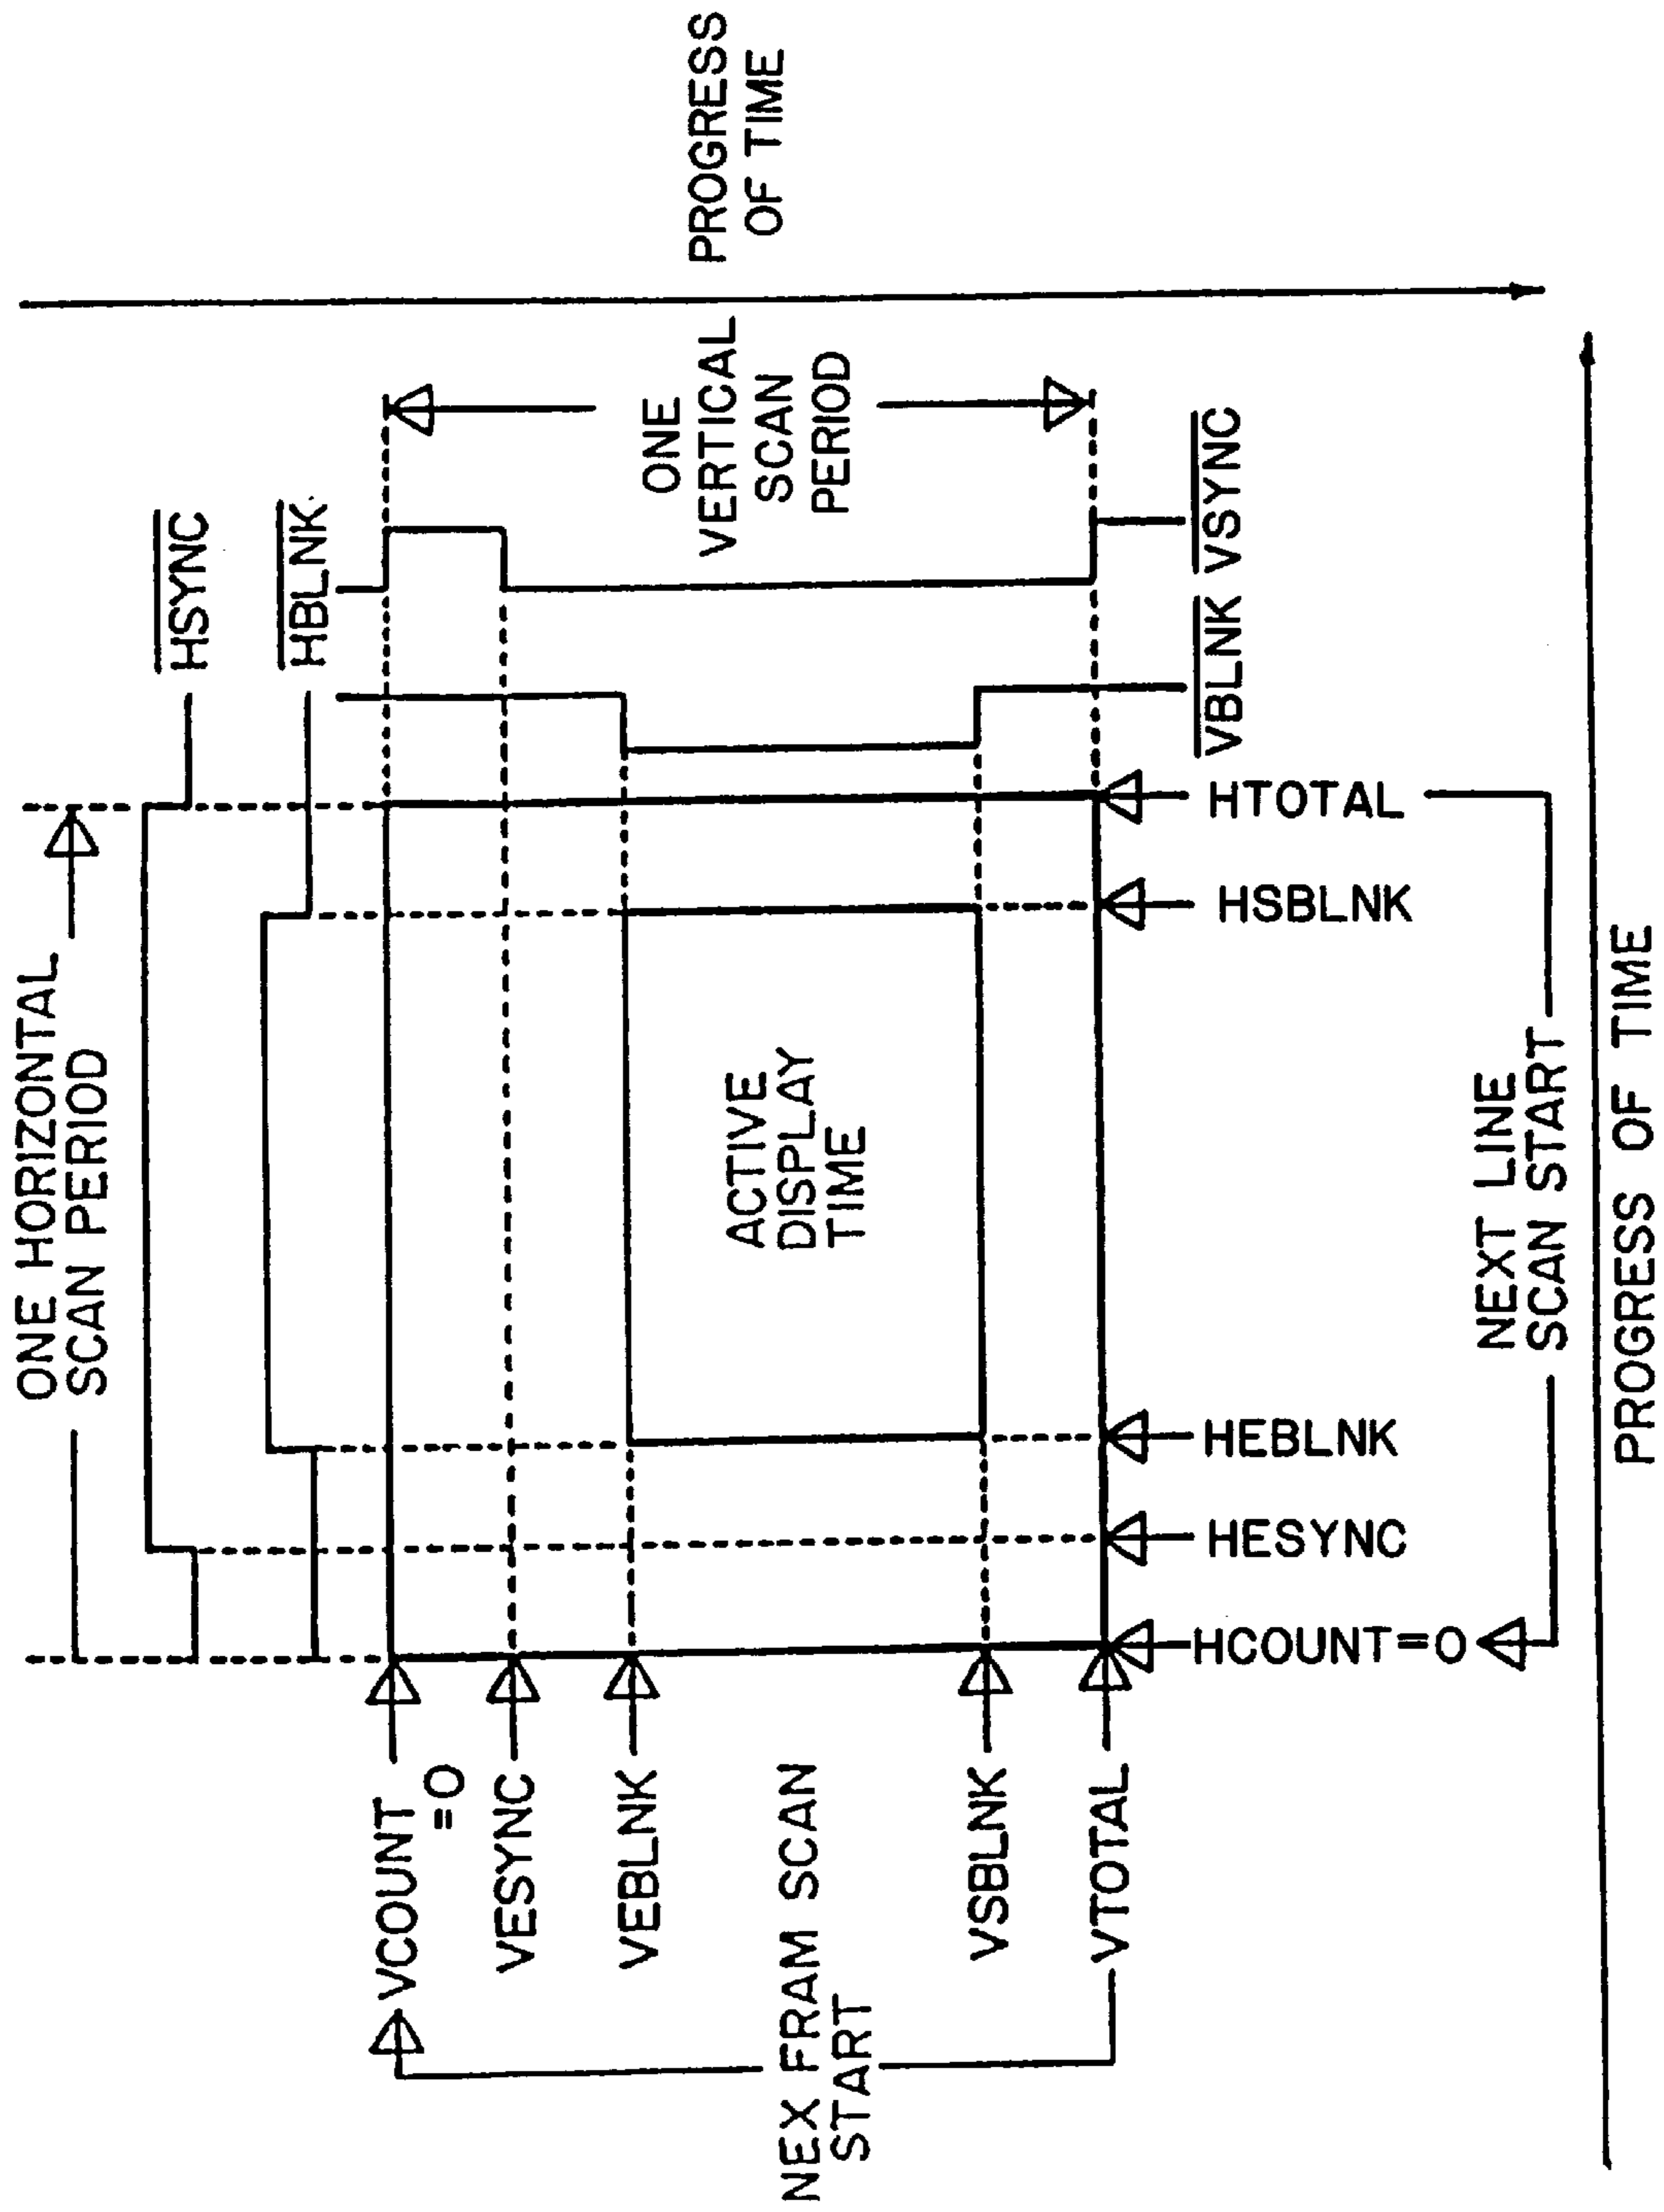 ONE HORIZONTAL
SCAN PERIOD
HSYNC
HBLNK
VCOUNT
=0
VESYNC
VEBLNK
NEX FRAM SCAN
START
VSBLNK
VTOTAL
ACTIVE
DISPLAY
TIME
ONE
VERTICAL
SCAN
PERIOD
PROGRESS
OF TIME
HCOUNT=0
HESYNC
HEBLNK
HSBLNK
HTOTAL
VBLNK
VSYNC
NEXT LINE
SCAN START
PROGRESS OF TIME